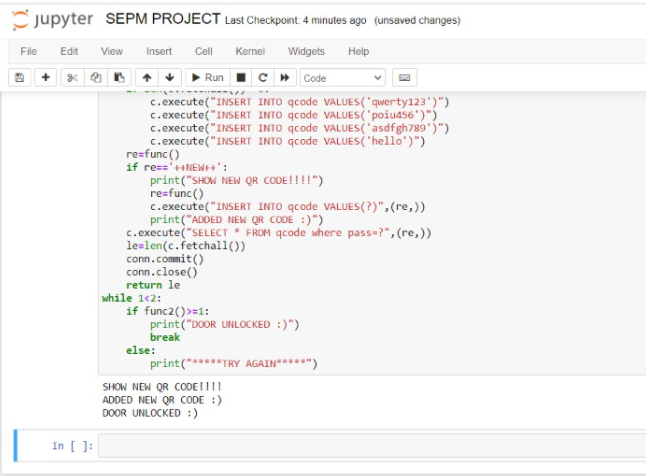 jupyter SEPM PROJECT Last Checkpoint: 4 minutes ago (unsaved changes)
File Edit View Insert Cell Kernel Widgets Help
Run Code
c.execute("INSERT INTO qcode VALUES('qwerty123')")
c.execute("INSERT INTO qcode VALUES('poiu456')")
c.execute("INSERT INTO qcode VALUES('asdfgh789')")
c.execute("INSERT INTO qcode VALUES('hello')")
re=func()
if re=='++NEW++':
print("SHOW NEW QR CODE!!!!")
re=func()
c.execute("INSERT INTO qcode VALUES(?)",(re,))
print("ADDED NEW QR CODE :)")
c.execute("SELECT * FROM qcode where pass=?",(re,))
le=len(c.fetchall())
conn.commit()
conn.close()
return le
while 1<2:
if func2()>=1:
print("DOOR UNLOCKED :)")
break
else:
print("*****TRY AGAIN*****")
SHOW NEW QR CODE!!!!
ADDED NEW QR CODE :)
DOOR UNLOCKED :)
In [ ]: